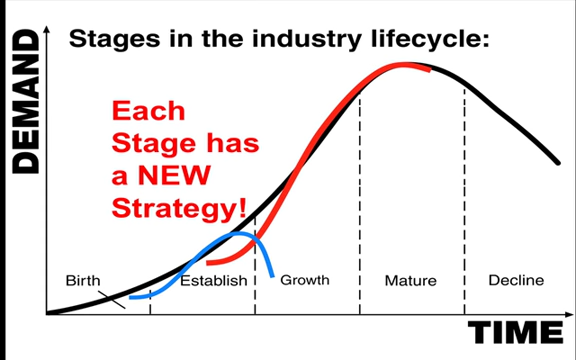 Stages in the industry lifecycle:
DEMAND
Each
Stage has
a NEW
Strategy!
Birth
Establish
Growth
Mature
Decline
TIME